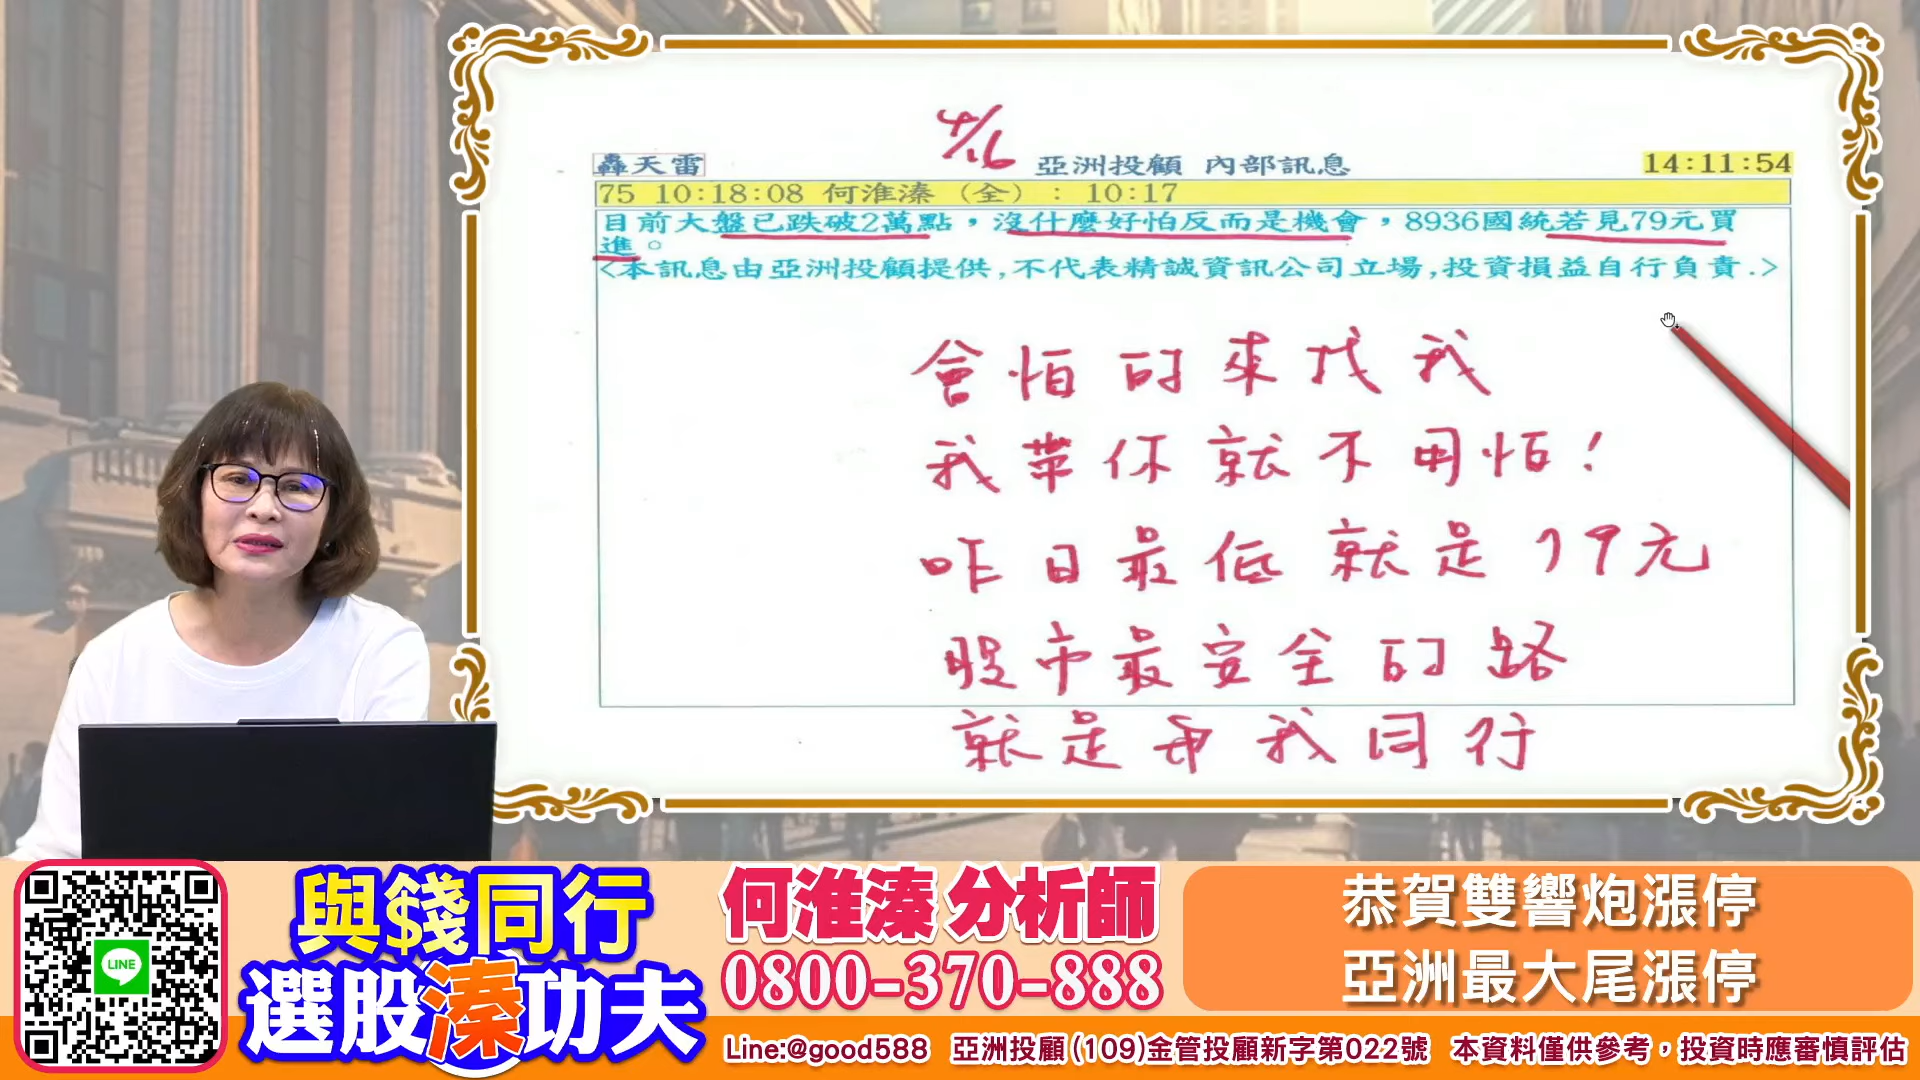 4/16
轟天雷
亞洲投顧 內部訊息
14:11:54
75 10:18:08 何淮溱 (全) : 10:17
目前大盤已跌破2萬點，沒什麼好怕反而是機會，8936國統若見79元買
進。
<本訊息由亞洲投顧提供,不代表精誠資訊公司立場,投資損益自行負責.>
會怕的來找我
我帶你就不用怕！
昨日最低就是79元
股市最安全的路
就是再我同行
LINE
與$錢同行
選股溱功夫
何淮溱 分析師
0800-370-888
恭賀雙響炮漲停
亞洲最大尾漲停
Line:@good588 亞洲投顧 (109)金管投顧新字第022號 本資料僅供參考，投資時應審慎評估